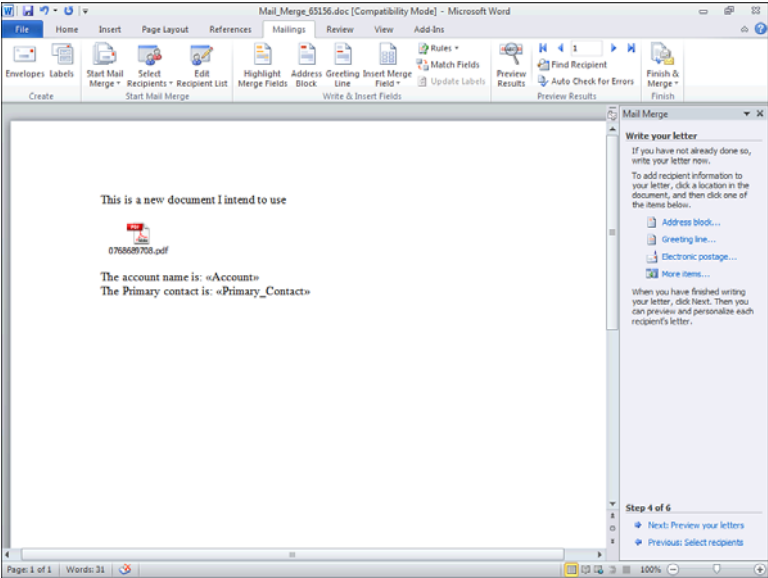 Mail_Merge_65156.doc [Compatibility Mode] - Microsoft Word
File Home Insert Page Layout References Mailings Review View Add-Ins
Envelopes Labels
Create
Start Mail Merge
Select Recipients
Edit Recipient List
Start Mail Merge
Highlight Merge Fields
Address Block
Greeting Line
Insert Merge Field
Rules
Match Fields
Update Labels
Write & Insert Fields
Preview Results
1
Find Recipient
Auto Check for Errors
Preview Results
Finish & Merge
Finish
This is a new document I intend to use
0768689708.pdf
The account name is: «Account»
The Primary contact is: «Primary_Contact»
Mail Merge
Write your letter
If you have not already done so,
write your letter now.
To add recipient information to
your letter, click a location in the
document, and then click one of
the items below.
Address block...
Greeting line...
Electronic postage...
More items...
When you have finished writing
your letter, click Next. Then you
can preview and personalize each
recipient's letter.
Step 4 of 6
Next: Preview your letters
Previous: Select recipients
Page: 1 of 1 Words: 31 100%